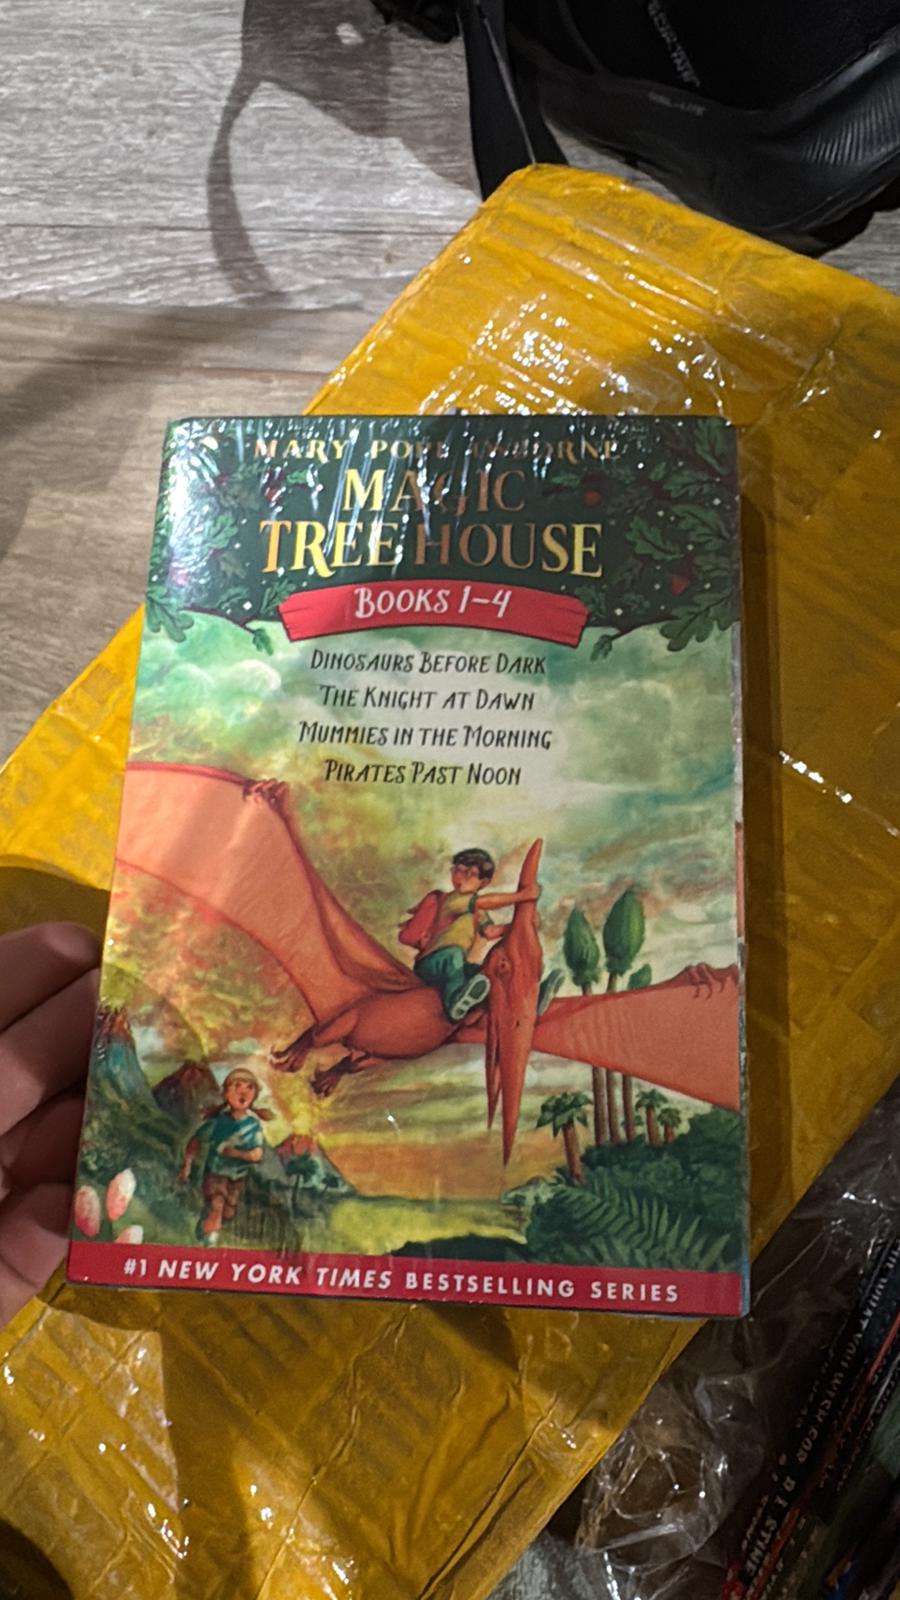 MARY POPE OSBORNE
MAGIC
TREE HOUSE
BOOKS 1–4
DINOSAURS BEFORE DARK
THE KNIGHT AT DAWN
MUMMIES IN THE MORNING
PIRATES PAST NOON
#1 NEW YORK TIMES BESTSELLING SERIES
R.L. STINE